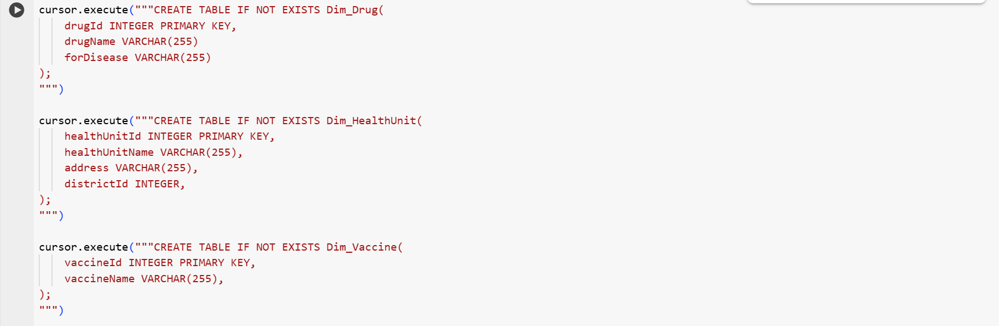 cursor.execute("""CREATE TABLE IF NOT EXISTS Dim_Drug(
    drugId INTEGER PRIMARY KEY,
    drugName VARCHAR(255)
    forDisease VARCHAR(255)
);
""")
cursor.execute("""CREATE TABLE IF NOT EXISTS Dim_HealthUnit(
    healthUnitId INTEGER PRIMARY KEY,
    healthUnitName VARCHAR(255),
    address VARCHAR(255),
    districtId INTEGER,
);
""")
cursor.execute("""CREATE TABLE IF NOT EXISTS Dim_Vaccine(
    vaccineId INTEGER PRIMARY KEY,
    vaccineName VARCHAR(255),
);
""")